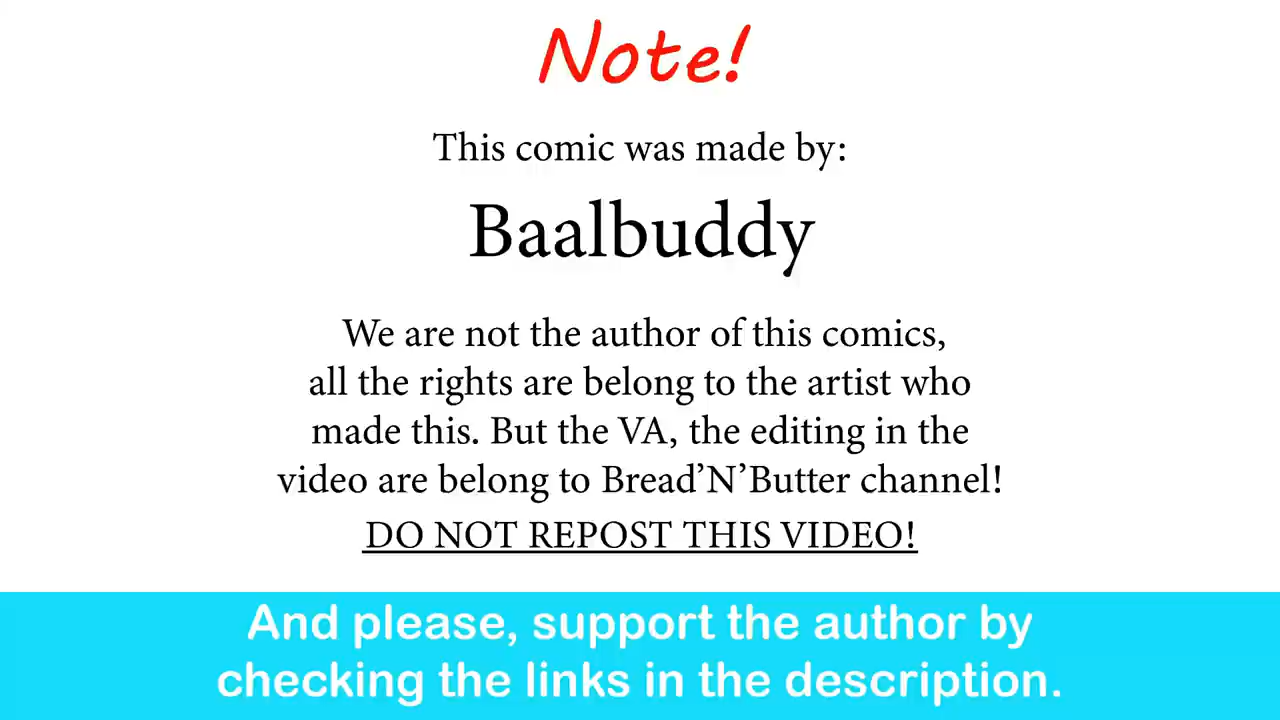 Note!
This comic was made by:
Baalbuddy
We are not the author of this comics,
all the rights are belong to the artist who
made this. But the VA, the editing in the
video are belong to Bread’N’Butter channel!
DO NOT REPOST THIS VIDEO!
And please, support the author by
checking the links in the description.